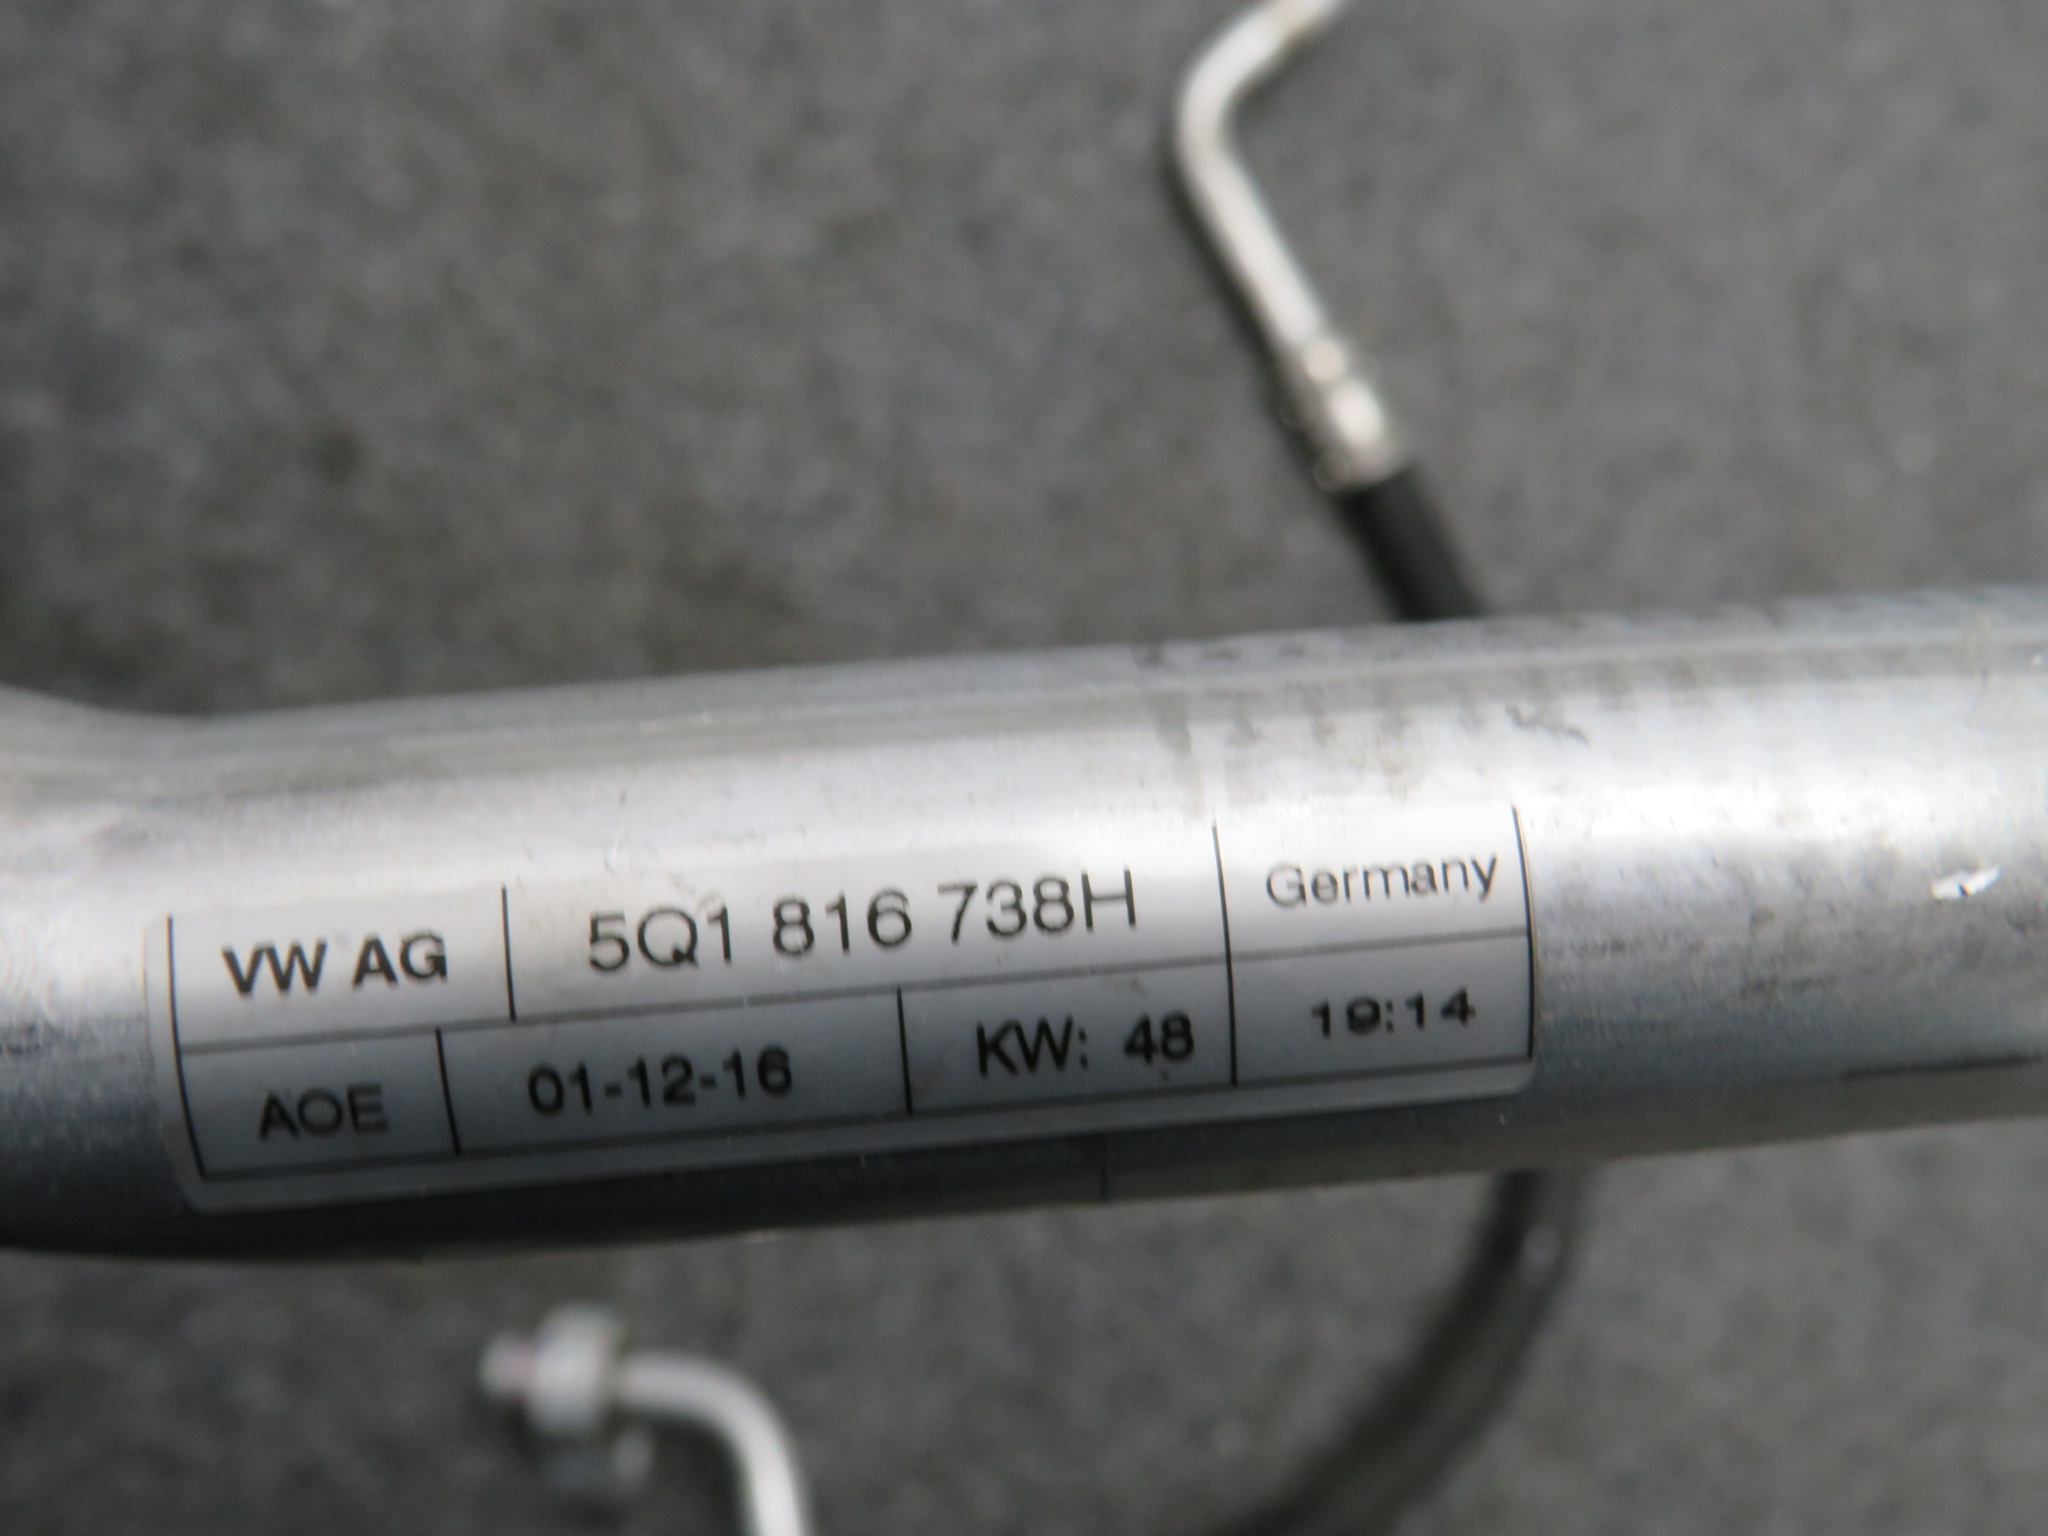 VW AG 5Q1 816 738H Germany
AOE 01-12-16 KW: 48 19:14